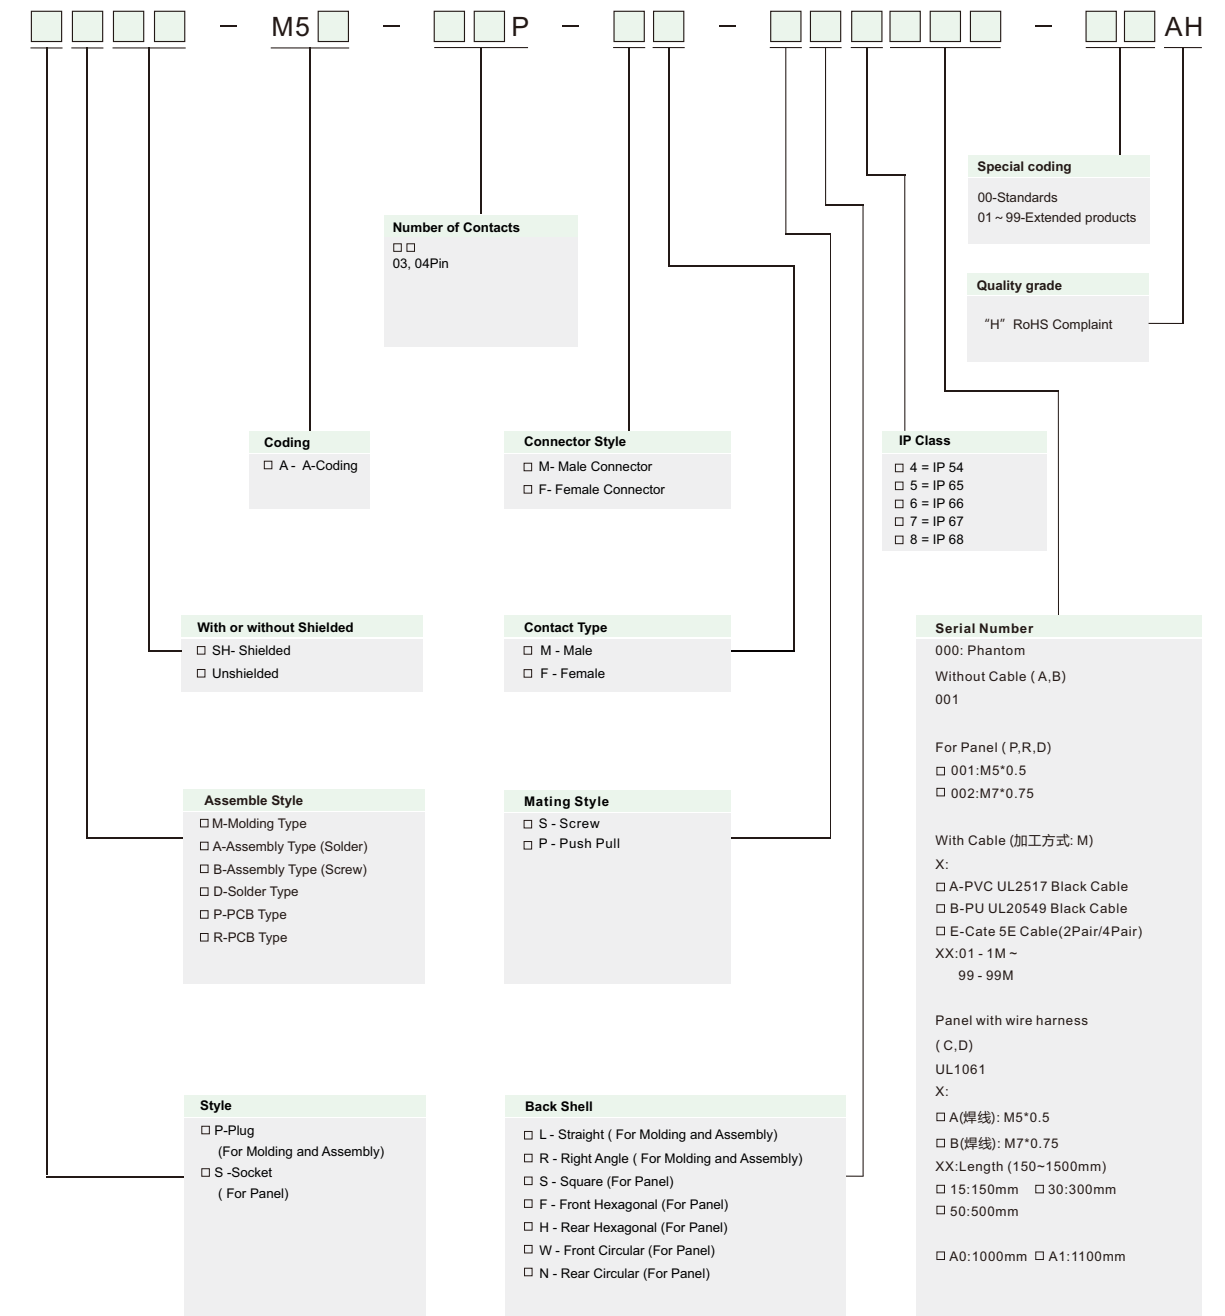 — M5 — P — — — AH
Special coding
00-Standards
01~99-Extended products
Number of Contacts
□ □
03, 04Pin
Quality grade
“H” RoHS Complaint
Coding
□ A - A-Coding
Connector Style
□ M- Male Connector
□ F- Female Connector
IP Class
□ 4 = IP 54
□ 5 = IP 65
□ 6 = IP 66
□ 7 = IP 67
□ 8 = IP 68
With or without Shielded
□ SH- Shielded
□ Unshielded
Contact Type
□ M - Male
□ F - Female
Assemble Style
□ M-Molding Type
□ A-Assembly Type (Solder)
□ B-Assembly Type (Screw)
□ D-Solder Type
□ P-PCB Type
□ R-PCB Type
Mating Style
□ S - Screw
□ P - Push Pull
Style
□ P-Plug
(For Molding and Assembly)
□ S -Socket
( For Panel)
Back Shell
□ L - Straight ( For Molding and Assembly)
□ R - Right Angle ( For Molding and Assembly)
□ S - Square (For Panel)
□ F - Front Hexagonal (For Panel)
□ H - Rear Hexagonal (For Panel)
□ W - Front Circular (For Panel)
□ N - Rear Circular (For Panel)
Serial Number
000: Phantom
Without Cable ( A,B)
001
For Panel ( P,R,D)
□ 001:M5*0.5
□ 002:M7*0.75
With Cable (加工方式: M)
X:
□ A-PVC UL2517 Black Cable
□ B-PU UL20549 Black Cable
□ E-Cate 5E Cable(2Pair/4Pair)
XX:01 - 1M ~
99 - 99M
Panel with wire harness
( C,D)
UL1061
X:
□ A(焊线): M5*0.5
□ B(焊线): M7*0.75
XX:Length (150~1500mm)
□ 15:150mm □ 30:300mm
□ 50:500mm
□ A0:1000mm □ A1:1100mm